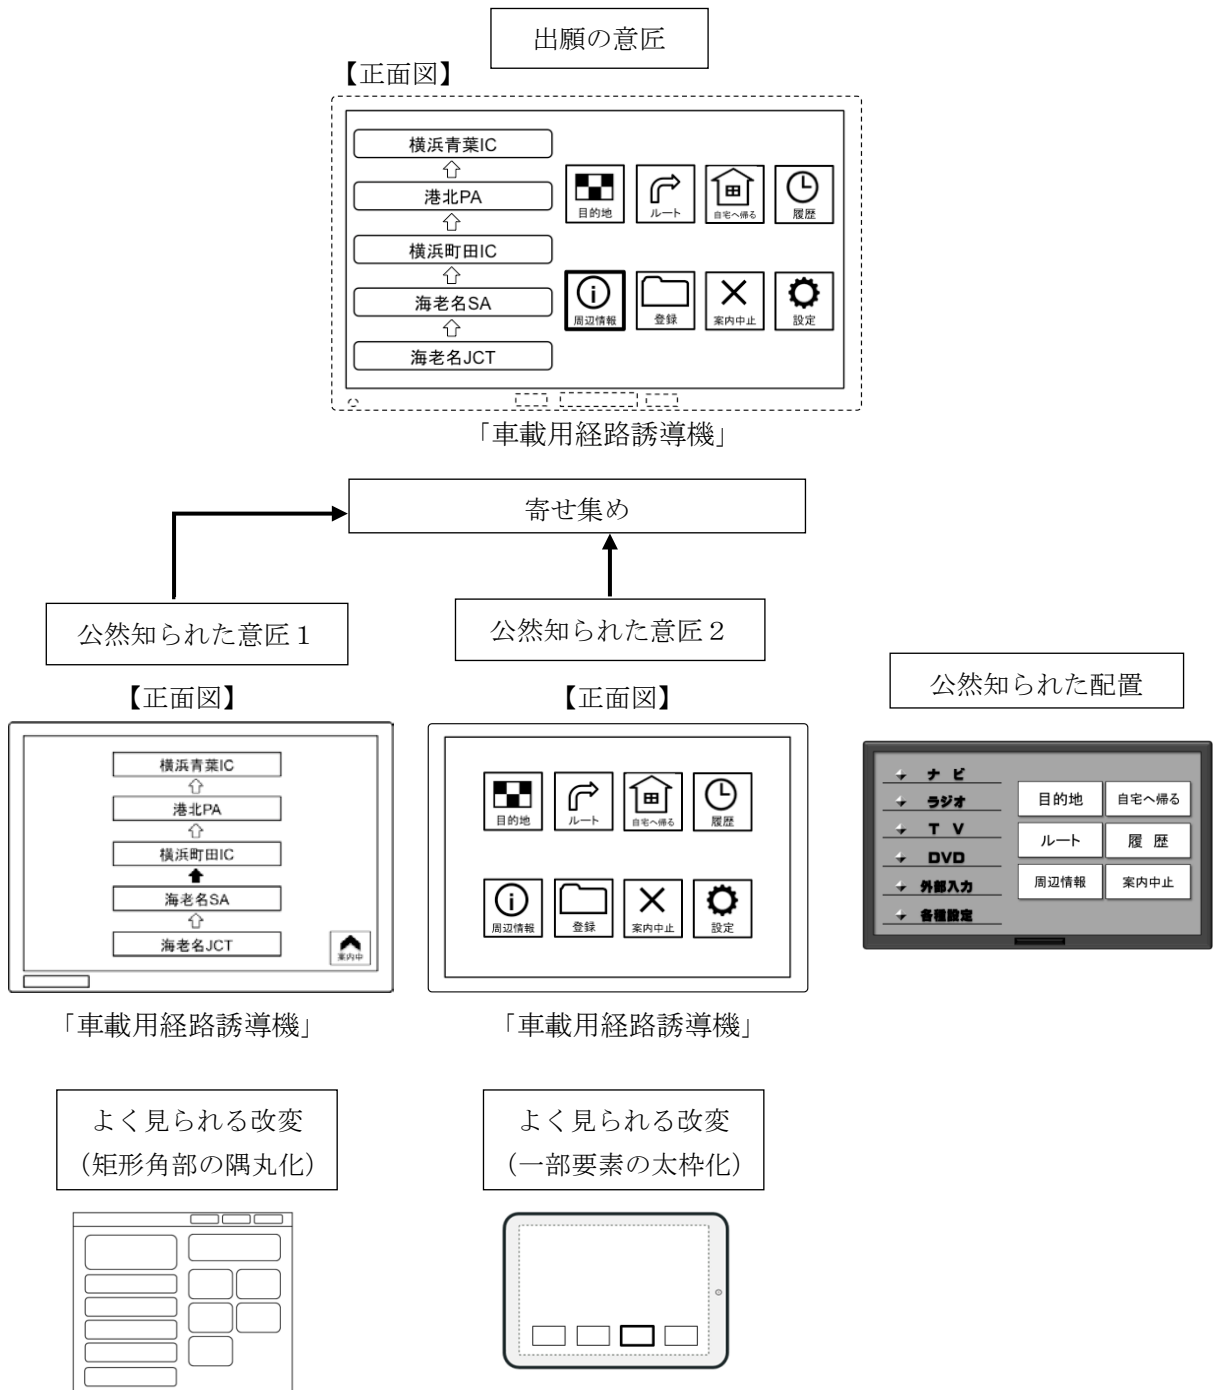 出願の意匠
【正面図】
横浜青葉IC
港北PA
横浜町田IC
海老名SA
海老名JCT
目的地
ルート
自宅へ帰る
履歴
周辺情報
登録
案内中止
設定
「車載用経路誘導機」
寄せ集め
公然知られた意匠1
公然知られた意匠2
公然知られた配置
【正面図】
【正面図】
横浜青葉IC
港北PA
横浜町田IC
海老名SA
海老名JCT
案内中
目的地
ルート
自宅へ帰る
履歴
周辺情報
登録
案内中止
設定
ナビ
ラジオ
TV
DVD
外部入力
各種設定
目的地
自宅へ帰る
ルート
履歴
周辺情報
案内中止
「車載用経路誘導機」
「車載用経路誘導機」
よく見られる改変
（矩形角部の隅丸化）
よく見られる改変
（一部要素の太枠化）